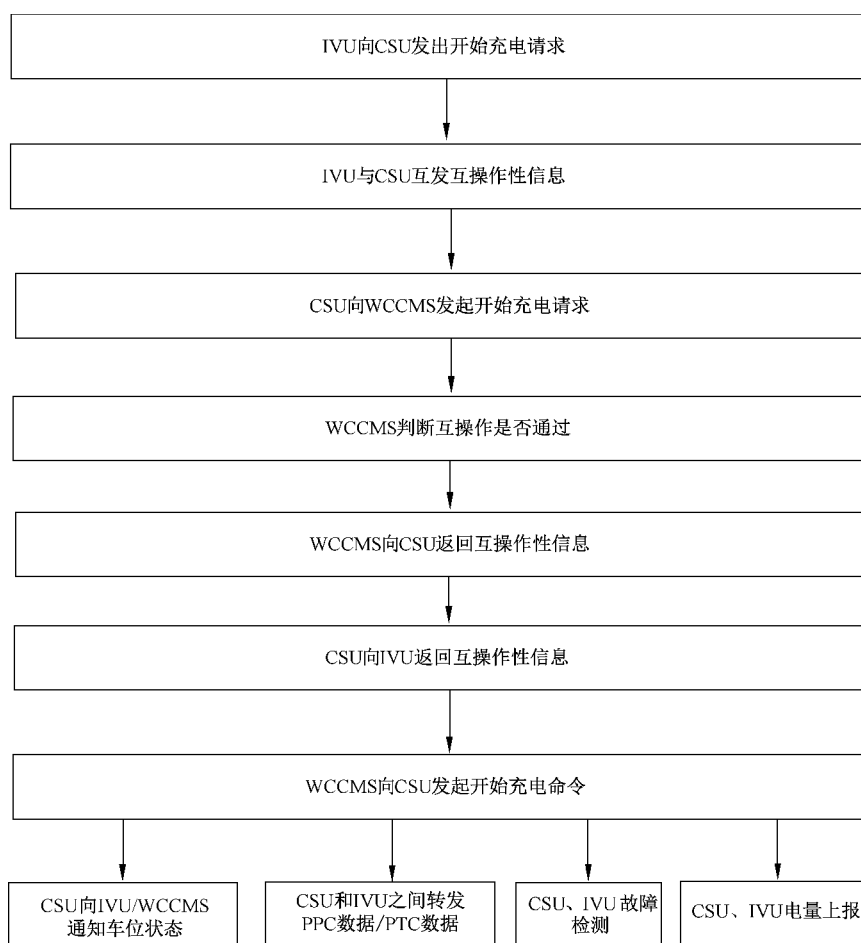 IVU向CSU发出开始充电请求
IVU与CSU互发互操作性信息
CSU向WCCMS发起开始充电请求
WCCMS判断互操作是否通过
WCCMS向CSU返回互操作性信息
CSU向IVU返回互操作性信息
WCCMS向CSU发起开始充电命令
CSU向IVU/WCCMS
通知车位状态
CSU和IVU之间转发
PPC数据/PTC数据
CSU、IVU故障
检测
CSU、IVU电量上报